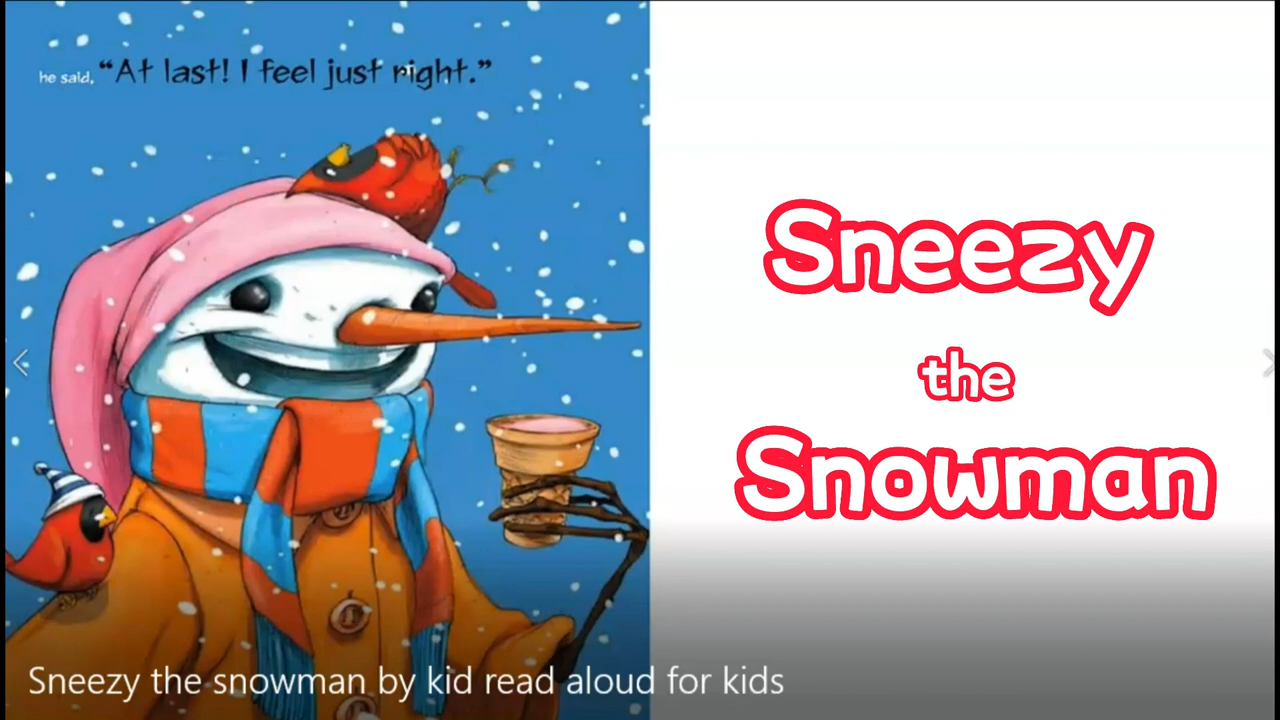 he said, “At last! I feel just right.”
Sneezy
the
Snowman
Sneezy the snowman by kid read aloud for kids